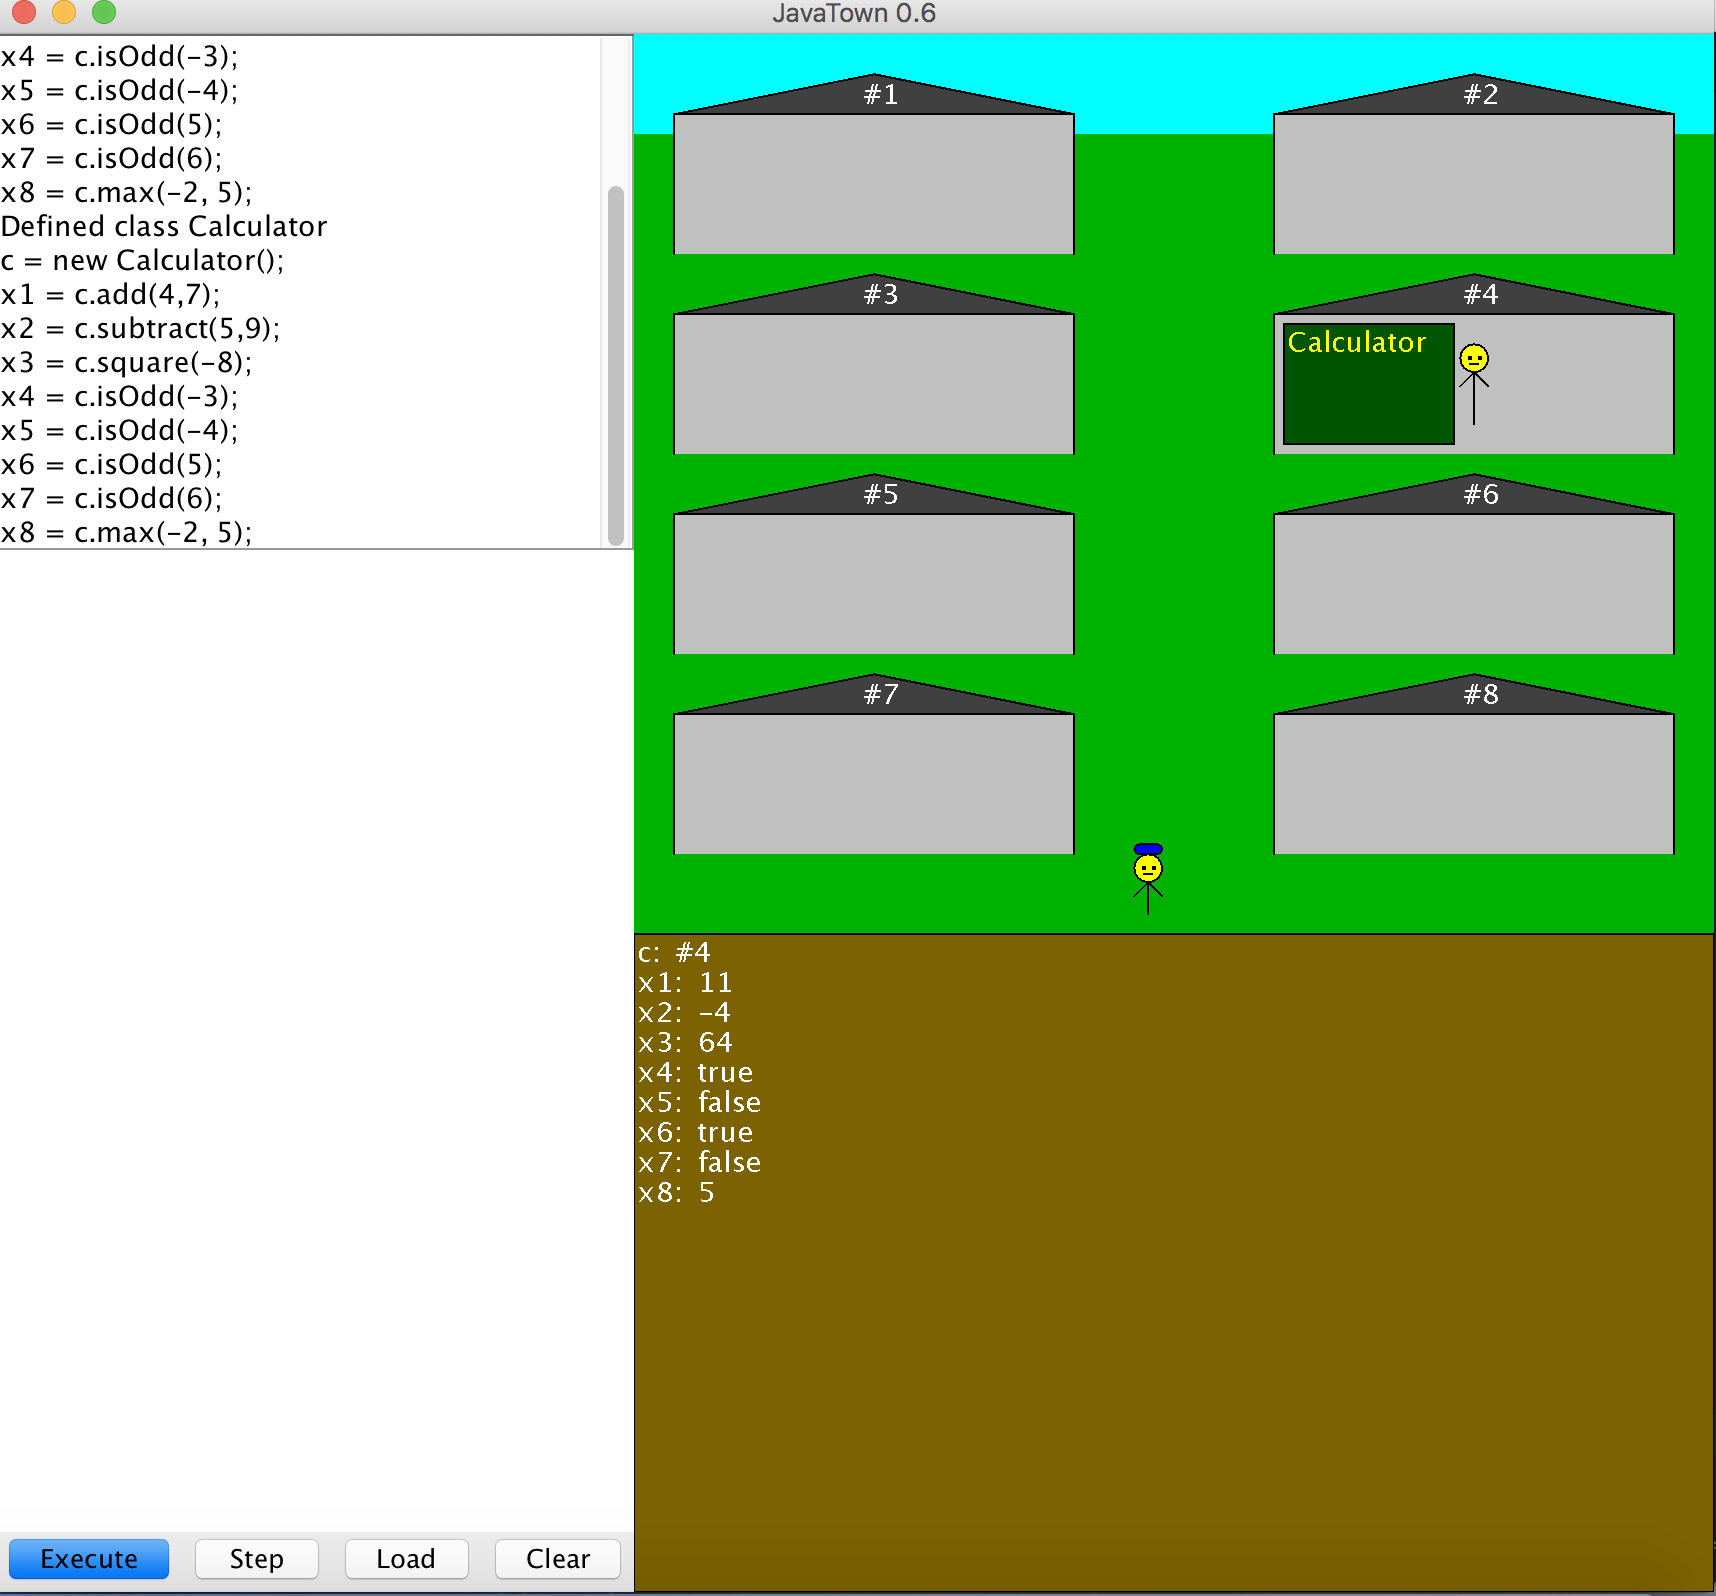 JavaTown 0.6
x4 = c.isOdd(-3);
x5 = c.isOdd(-4);
x6 = c.isOdd(5);
x7 = c.isOdd(6);
x8 = c.max(-2, 5);
Defined class Calculator
c = new Calculator();
x1 = c.add(4,7);
x2 = c.subtract(5,9);
x3 = c.square(-8);
x4 = c.isOdd(-3);
x5 = c.isOdd(-4);
x6 = c.isOdd(5);
x7 = c.isOdd(6);
x8 = c.max(-2, 5);
#1
#2
#3
#4
Calculator
#5
#6
#7
#8
c: #4
x1: 11
x2: -4
x3: 64
x4: true
x5: false
x6: true
x7: false
x8: 5
Execute
Step
Load
Clear